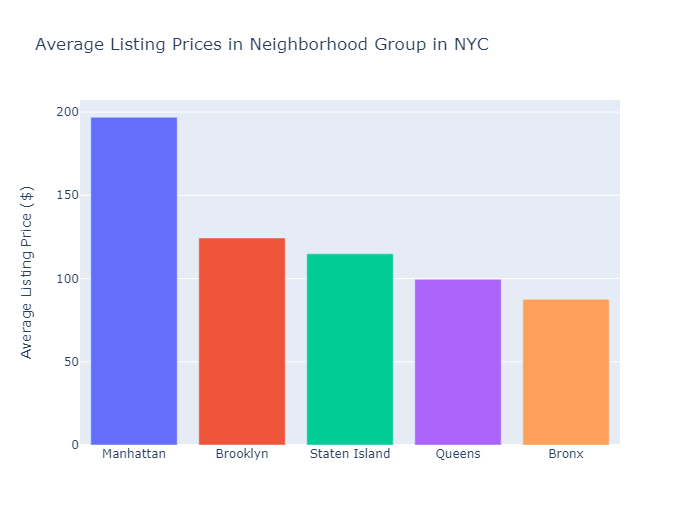 Average Listing Prices in Neighborhood Group in NYC
Average Listing Price ($)
200
150
100
50
0
Manhattan Brooklyn Staten Island Queens Bronx